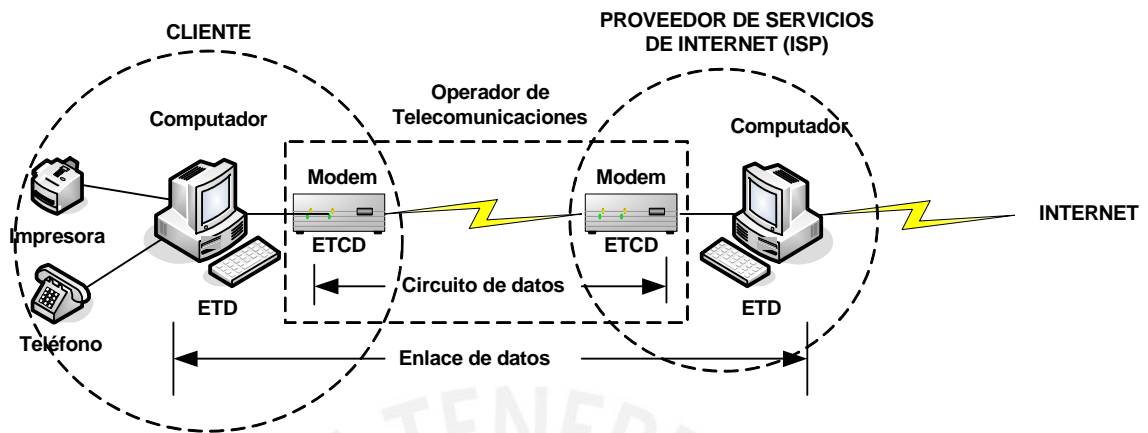 CLIENTE
PROVEEDOR DE SERVICIOS
DE INTERNET (ISP)
Operador de
Telecomunicaciones
Computador
Computador
Modem
Modem
Impresora
INTERNET
ETCD
ETCD
Circuito de datos
ETD
ETD
Teléfono
Enlace de datos
TENEB